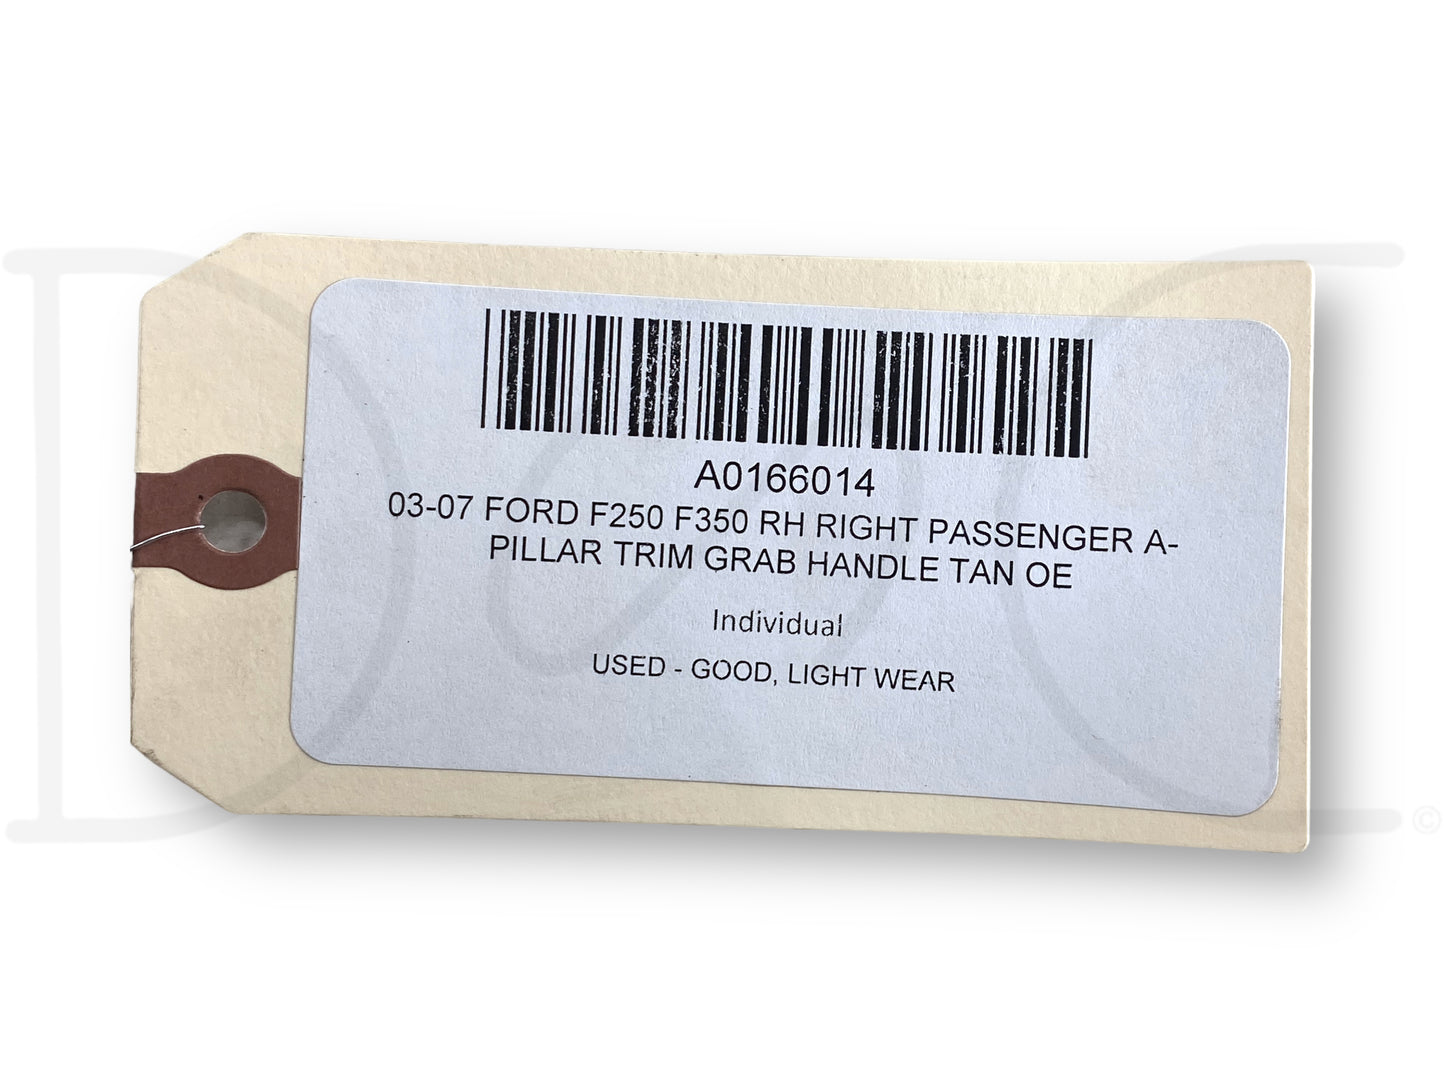 A0166014
03-07 FORD F250 F350 RH RIGHT PASSENGER A-
PILLAR TRIM GRAB HANDLE TAN OE
Individual
USED - GOOD, LIGHT WEAR
©